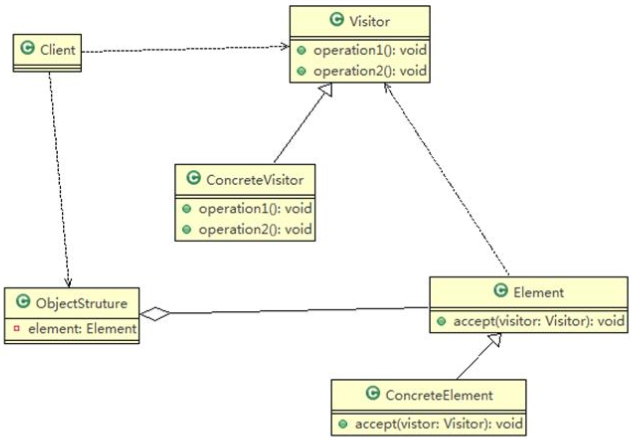 C Visitor
operation1(): void
operation2(): void
C Client
C ConcreteVisitor
operation1(): void
operation2(): void
C ObjectStruture
element: Element
C Element
accept(visitor: Visitor): void
C ConcreteElement
accept(vistor: Visitor): void